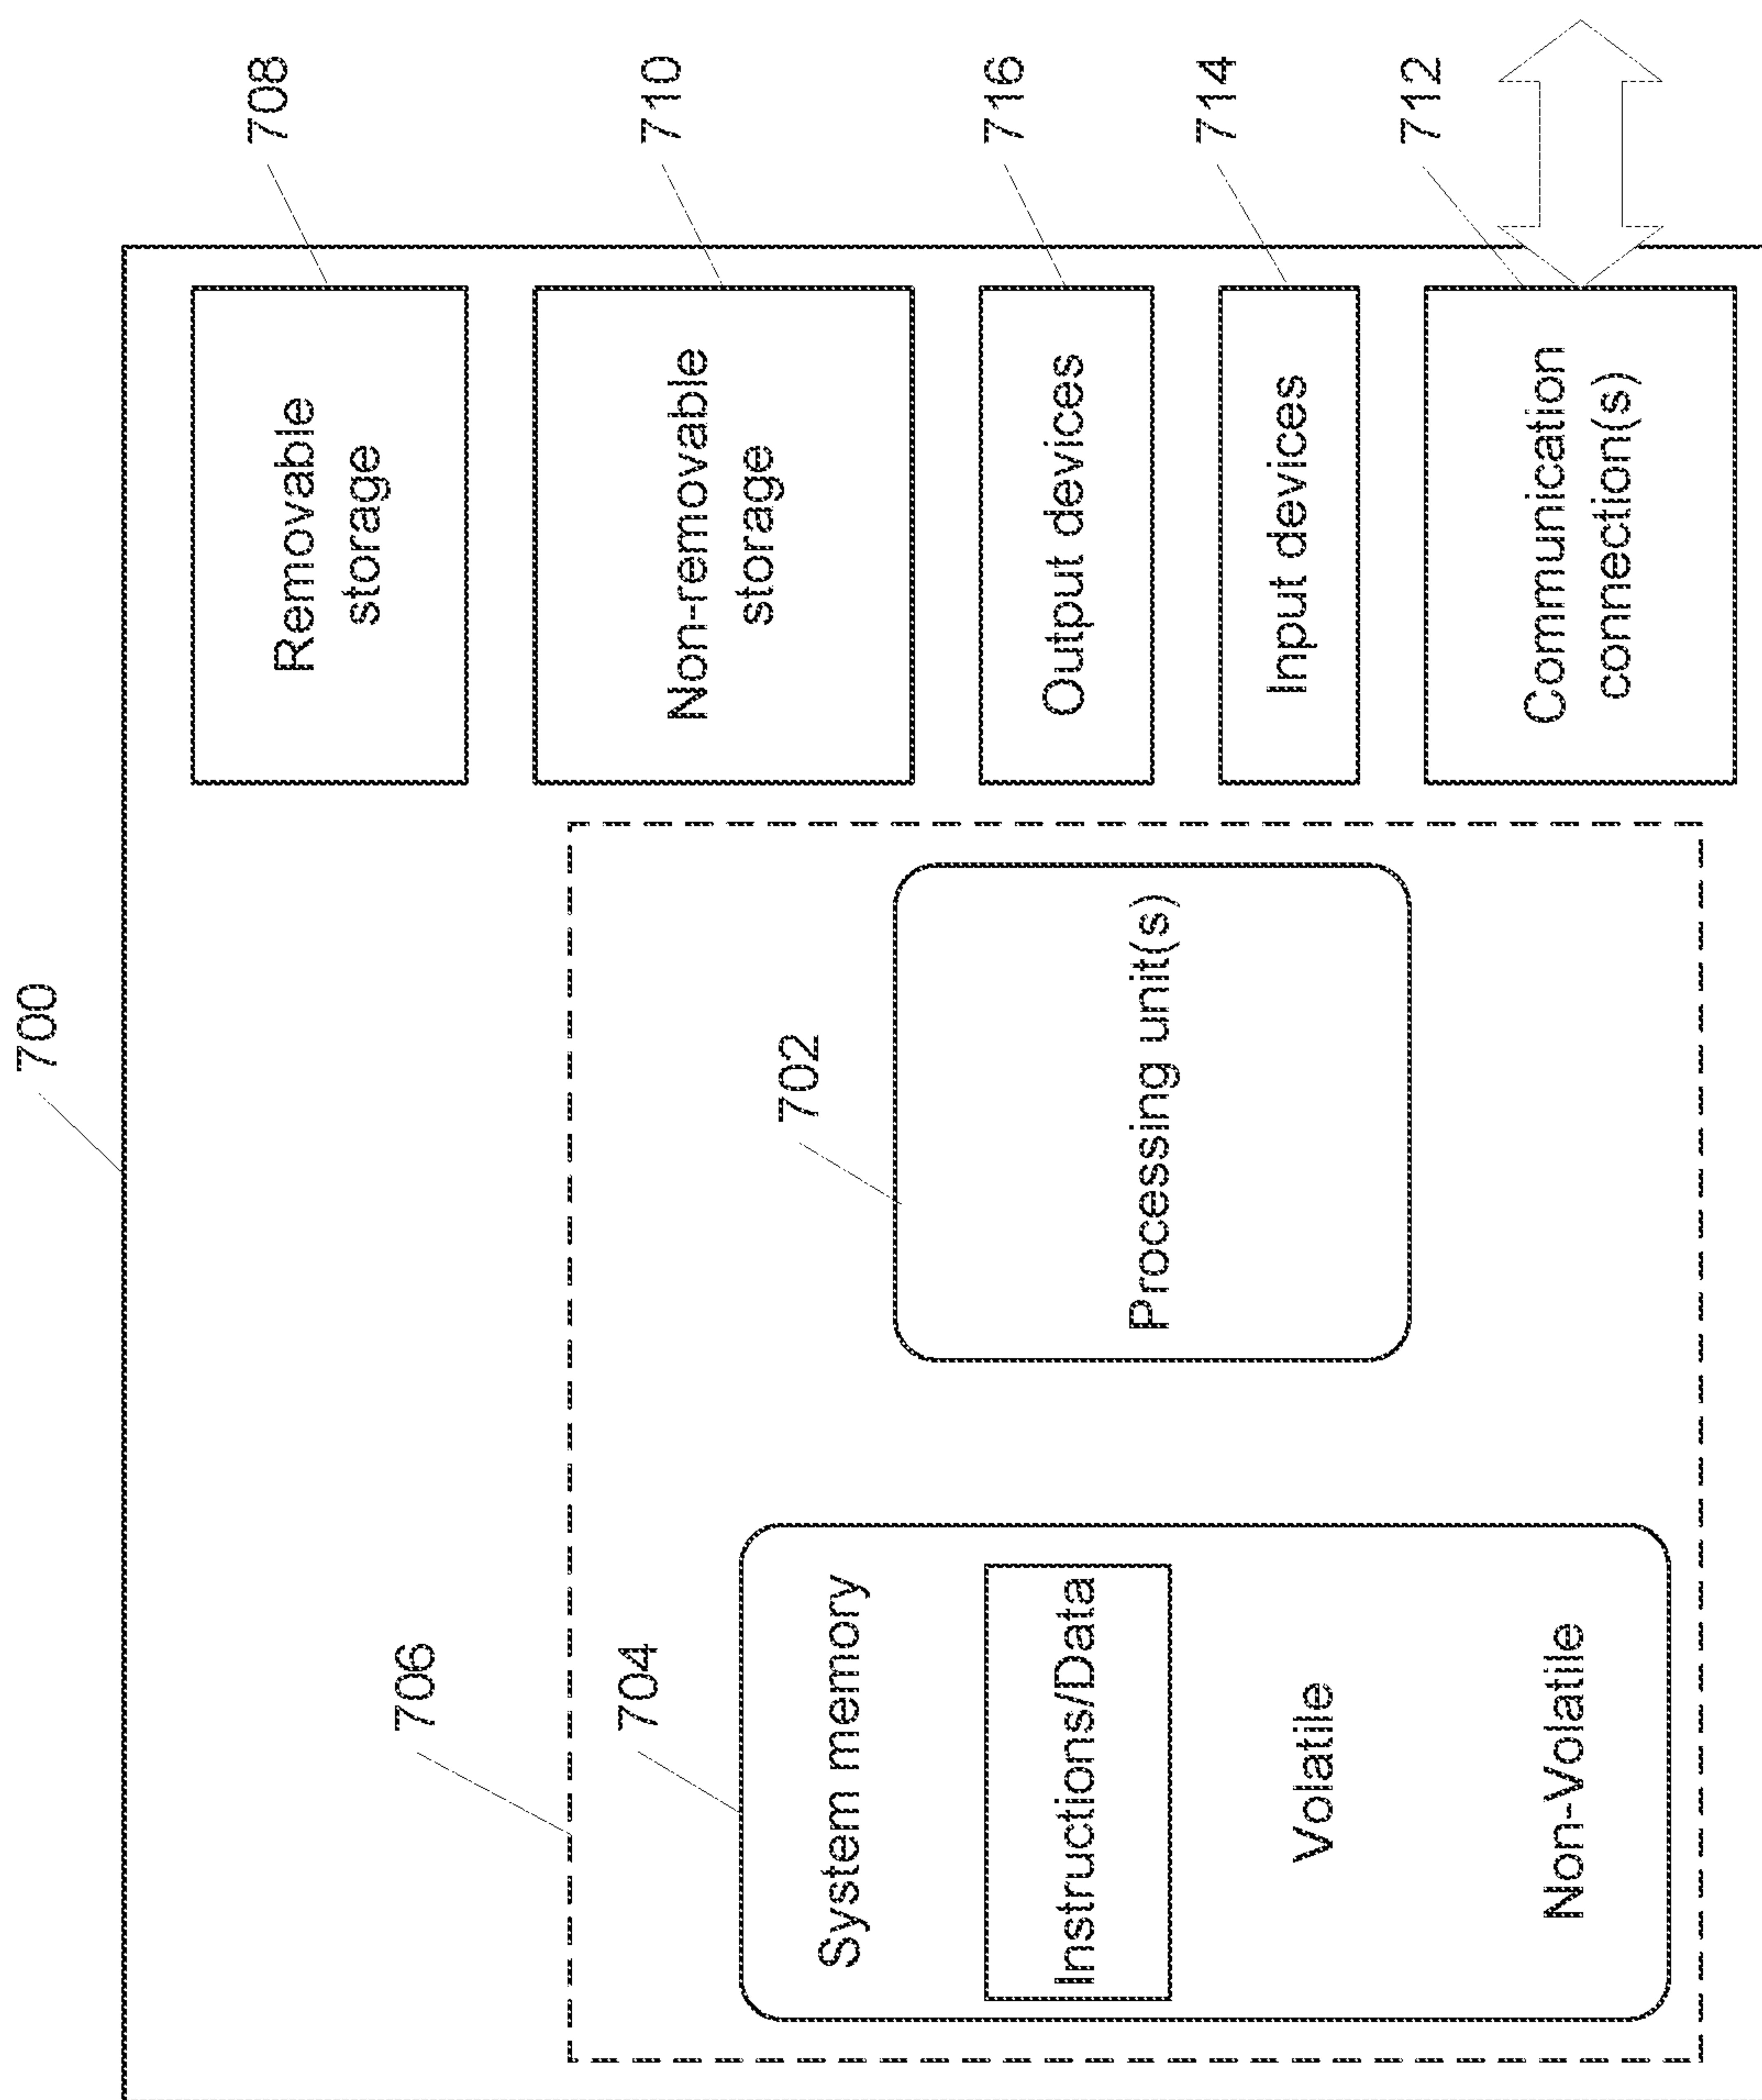 700
706
704
System memory
Instructions/Data
Volatile
Non-Volatile
702
Processing unit(s)
708
Removable
storage
710
Non-removable
storage
716
Output devices
714
Input devices
712
Communication
connection(s)